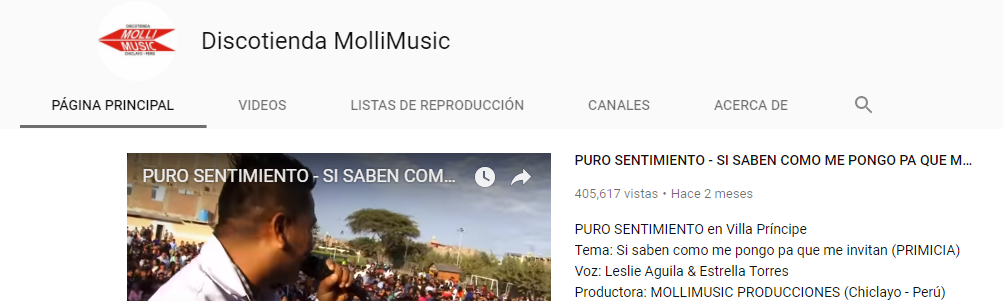 DISCOTIENDA
MOLLI
MUSIC
CHICLAYO - PERÚ
Discotienda MolliMusic
PÁGINA PRINCIPAL
VIDEOS
LISTAS DE REPRODUCCIÓN
CANALES
ACERCA DE
PURO SENTIMIENTO - SI SABEN COM...
PURO SENTIMIENTO - SI SABEN COMO ME PONGO PA QUE M...
405,617 vistas • Hace 2 meses
PURO SENTIMIENTO en Villa Príncipe
Tema: Si saben como me pongo pa que me invitan (PRIMICIA)
Voz: Leslie Aguila & Estrella Torres
Productora: MOLLIMUSIC PRODUCCIONES (Chiclayo - Perú)